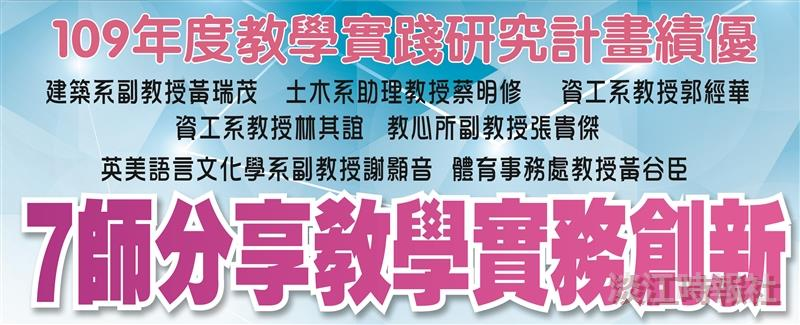 109年度教學實踐研究計畫績優
建築系副教授黃瑞茂 土木系助理教授蔡明修 資工系教授郭經華
資工系教授林其誼 教心所副教授張貴傑
英美語言文化學系副教授謝顥音 體育事務處教授黃谷臣
7師分享教學實務創新
淡江時報社